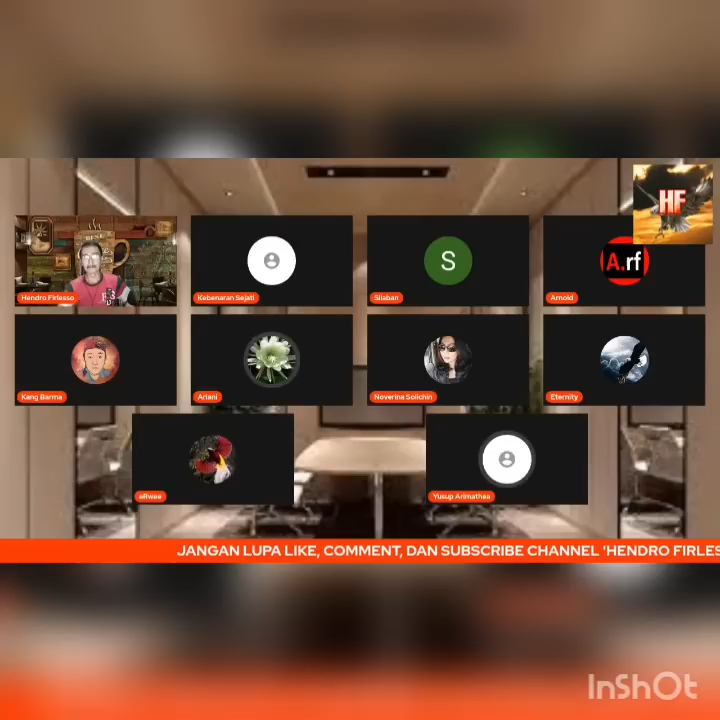 HF
Hendro Firlesso
Kebenaran Sejati
S
Silaban
A.rf
Arnold
Kang Barma
Ariani
Noverina Solichin
Eternity
eRwee
Yusup Arimathea
JANGAN LUPA LIKE, COMMENT, DAN SUBSCRIBE CHANNEL 'HENDRO FIRLES
InShOt